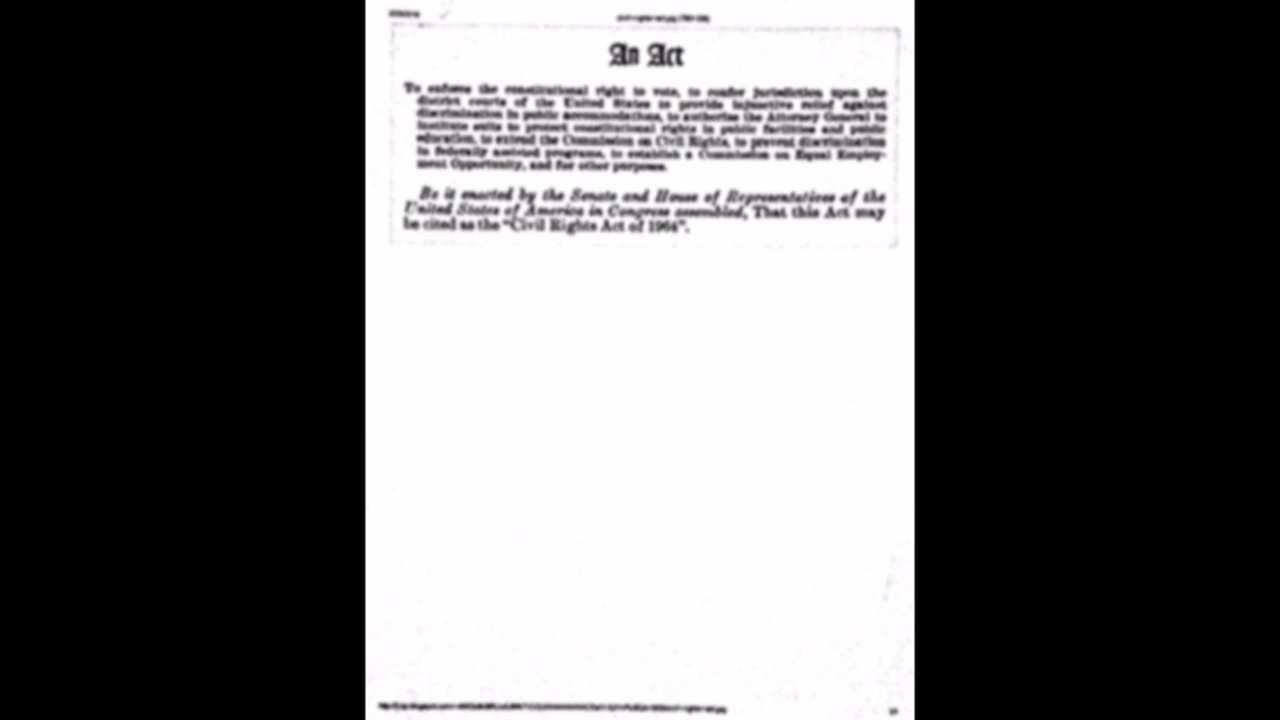 An Act
To enforce the constitutional right to vote, to confer jurisdiction upon the
district courts of the United States to provide injunctive relief against
discrimination in public accommodations, to authorize the Attorney General to
institute suits to protect constitutional rights in public facilities and public
education, to extend the Commission on Civil Rights, to prevent discrimination
in federally assisted programs, to establish a Commission on Equal Employ-
ment Opportunity, and for other purposes.
Be it enacted by the Senate and House of Representatives of the
United States of America in Congress assembled, That this Act may
be cited as the "Civil Rights Act of 1964".